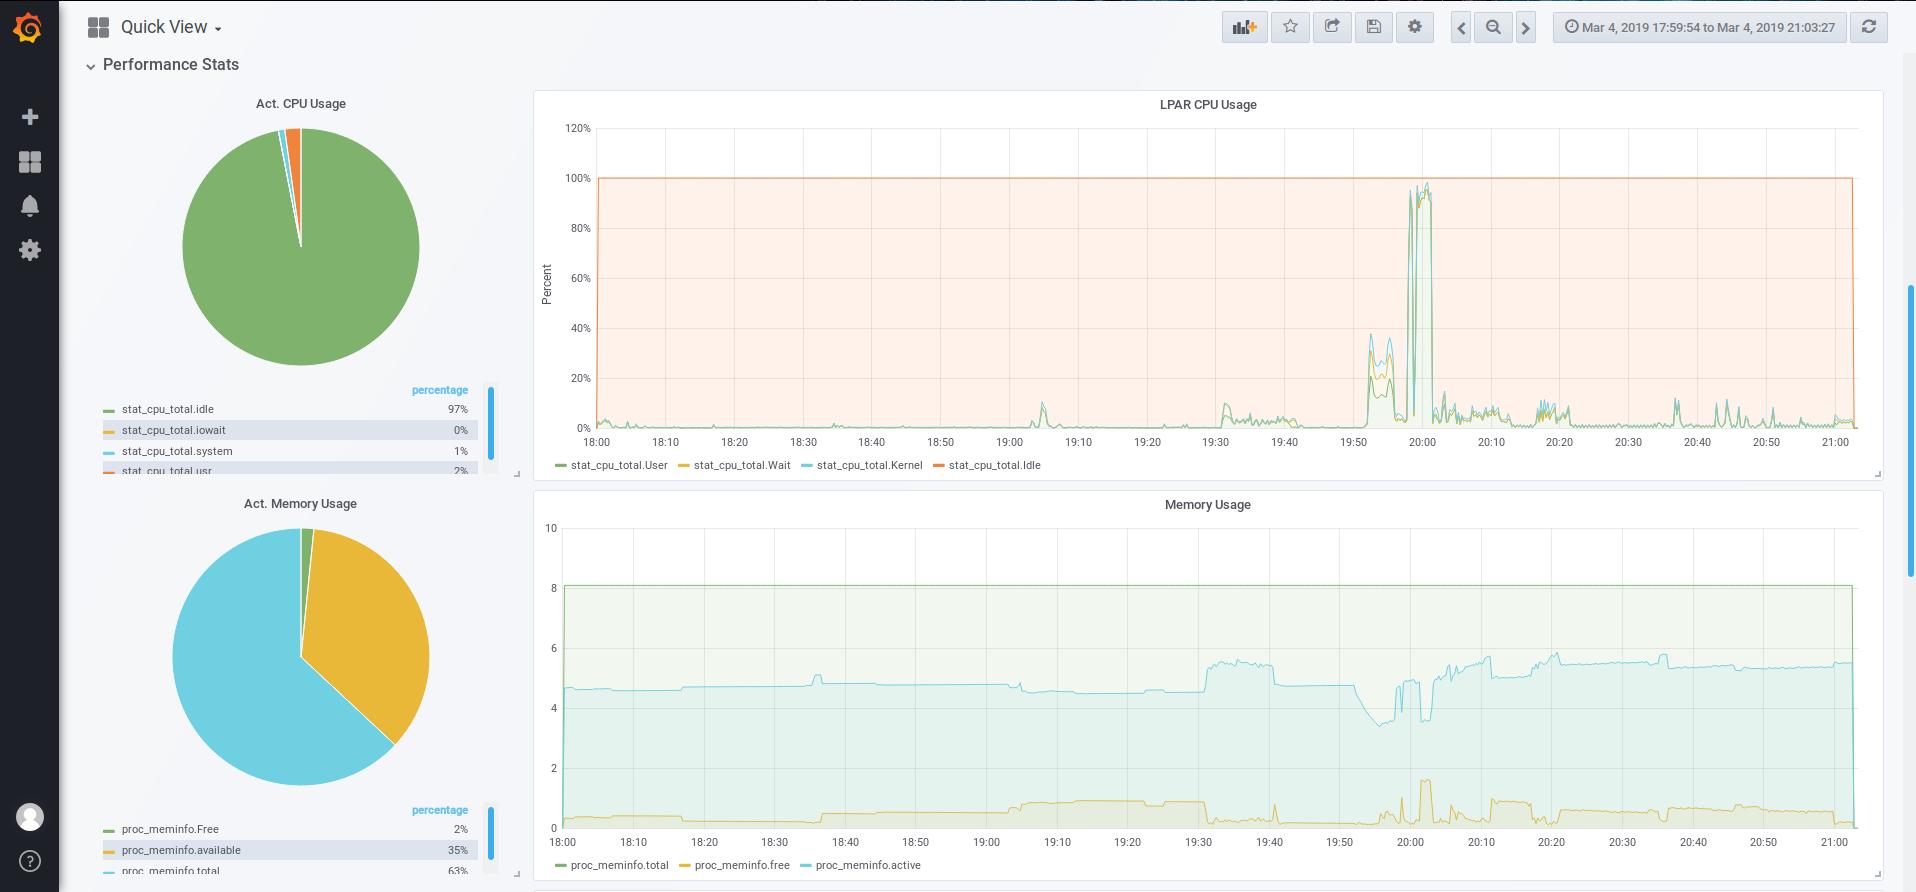 Quick View
Mar 4, 2019 17:59:54 to Mar 4, 2019 21:03:27
Performance Stats
Act. CPU Usage
percentage
stat_cpu_total.idle 97%
stat_cpu_total.iowait 0%
stat_cpu_total.system 1%
stat_cpu_total.usr 2%
LPAR CPU Usage
Percent
120%
100%
80%
60%
40%
20%
0%
18:00 18:10 18:20 18:30 18:40 18:50 19:00 19:10 19:20 19:30 19:40 19:50 20:00 20:10 20:20 20:30 20:40 20:50 21:00
stat_cpu_total.User stat_cpu_total.Wait stat_cpu_total.Kernel stat_cpu_total.Idle
Act. Memory Usage
percentage
proc_meminfo.Free 2%
proc_meminfo.available 35%
proc_meminfo.total 63%
Memory Usage
10
8
6
4
2
0
18:00 18:10 18:20 18:30 18:40 18:50 19:00 19:10 19:20 19:30 19:40 19:50 20:00 20:10 20:20 20:30 20:40 20:50 21:00
proc_meminfo.total proc_meminfo.free proc_meminfo.active